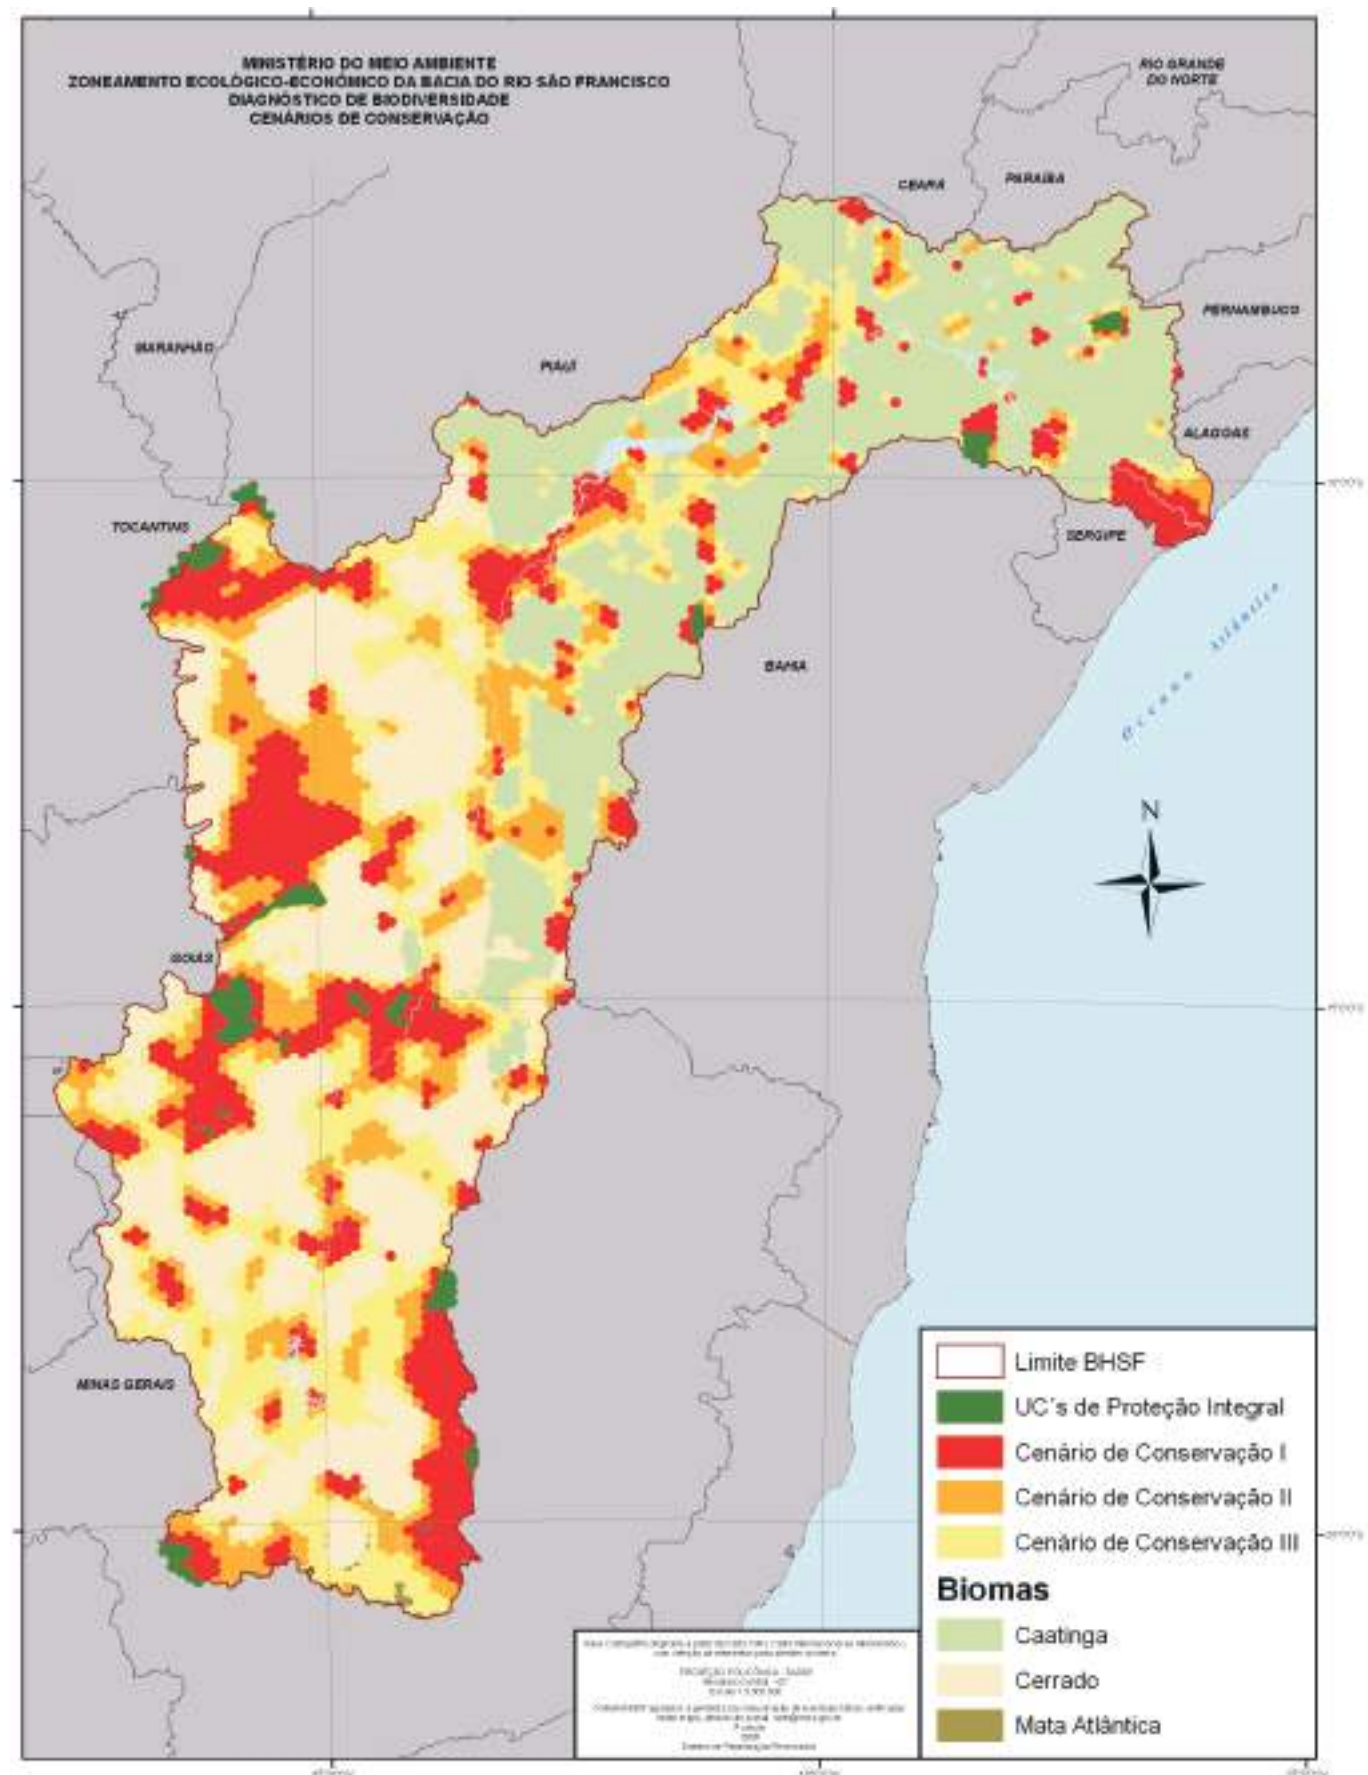 MINISTÉRIO DO MEIO AMBIENTE
ZONEAMENTO ECOLÓGICO-ECONÔMICO DA BACIA DO RIO SÃO FRANCISCO
DIAGNÓSTICO DE BIODIVERSIDADE
CENÁRIOS DE CONSERVAÇÃO
RIO GRANDE
DO NORTE
CEARÁ
PARAÍBA
PERNAMBUCO
MARANHÃO
PIAUÍ
ALAGOAS
TOCANTINS
SERGIPE
BAHIA
Oceano Atlântico
N
GOIÁS
MINAS GERAIS
Limite BHSF
UC´s de Proteção Integral
Cenário de Conservação I
Cenário de Conservação II
Cenário de Conservação III
Biomas
Caatinga
Cerrado
Mata Atlântica